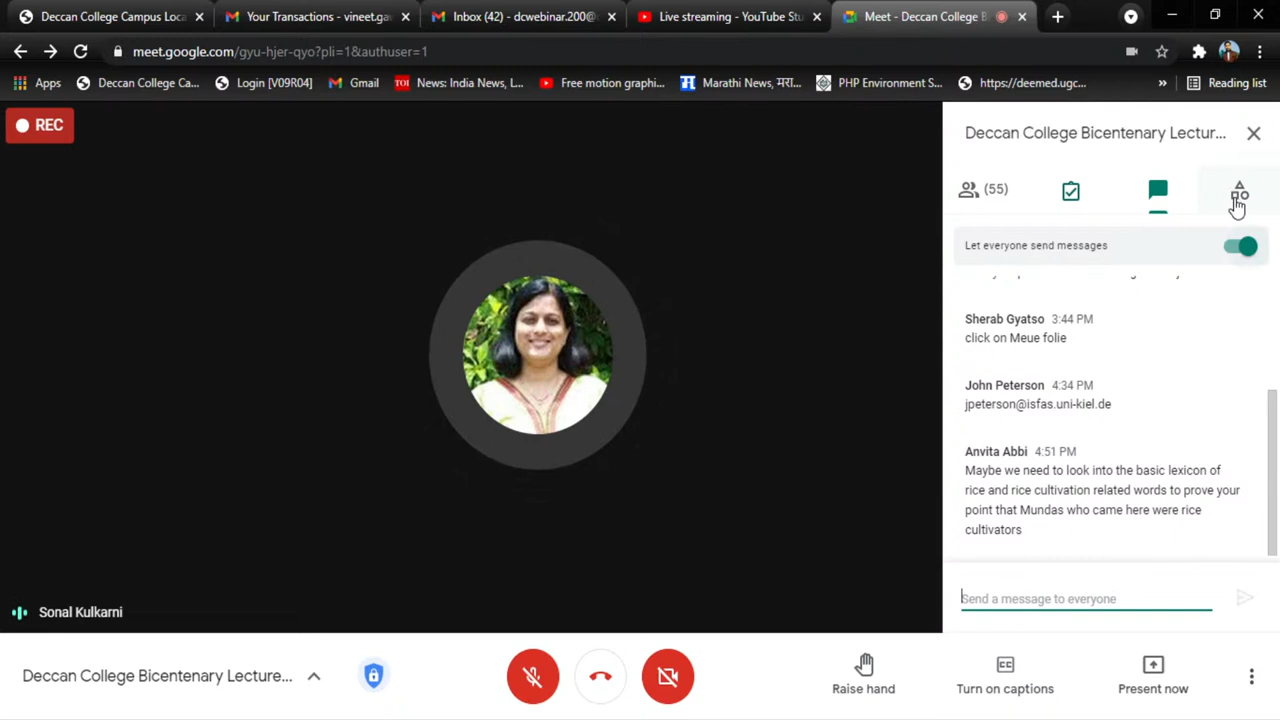 Deccan College Campus Loca
Your Transactions - vineet.ga
Inbox (42) - dcwebinar.200@
Live streaming - YouTube Stu
Meet - Deccan College B
meet.google.com/gyu-hjer-qyo?pli=1&authuser=1
Apps
Deccan College Ca...
Login [V09R04]
Gmail
TOI
News: India News, L...
Free motion graphi...
Marathi News, मरा...
PHP Environment S...
https://deemed.ugc...
»
Reading list
REC
Deccan College Bicentenary Lectur...
(55)
Let everyone send messages
Sherab Gyatso 3:44 PM
click on Meue folie
John Peterson 4:34 PM
jpeterson@isfas.uni-kiel.de
Anvita Abbi 4:51 PM
Maybe we need to look into the basic lexicon of
rice and rice cultivation related words to prove your
point that Mundas who came here were rice
cultivators
Send a message to everyone
Sonal Kulkarni
Deccan College Bicentenary Lecture...
Raise hand
CC
Turn on captions
Present now